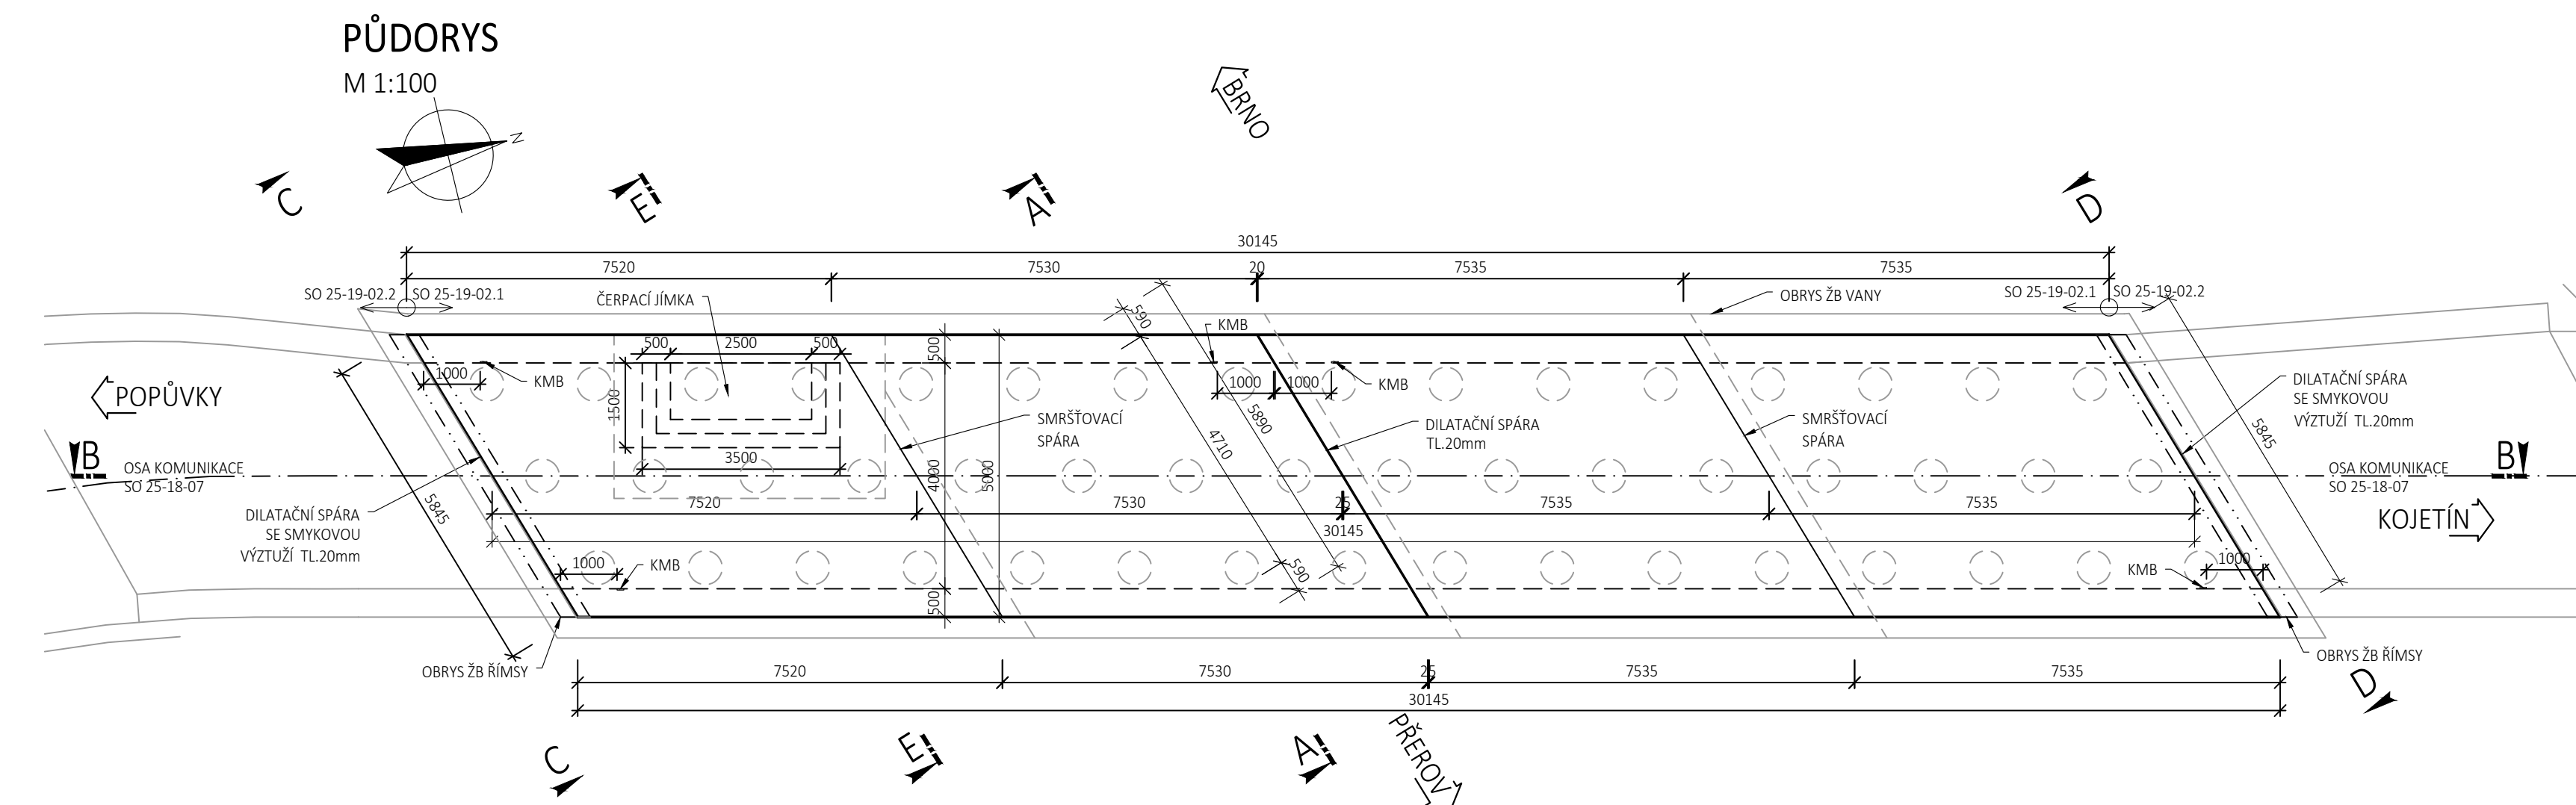 PŮDORYS
M 1:100
N
BRNO
C
E
A
D
30145
7520
7530
20
7535
7535
SO 25-19-02.2
SO 25-19-02.1
ČERPACÍ JÍMKA
590
OBRYS ŽB VANY
SO 25-19-02.1
SO 25-19-02.2
KMB
500
2500
500
500
1000
KMB
1000
1000
KMB
POPŮVKY
1500
SMRŠŤOVACÍ
SPÁRA
5890
4710
DILATAČNÍ SPÁRA
TL.20mm
SMRŠŤOVACÍ
SPÁRA
DILATAČNÍ SPÁRA
SE SMYKOVOU
VÝZTUŽÍ TL.20mm
5845
B
OSA KOMUNIKACE
SO 25-18-07
3500
4000
5000
B
OSA KOMUNIKACE
SO 25-18-07
5845
7520
7530
25
7535
7535
30145
DILATAČNÍ SPÁRA
SE SMYKOVOU
VÝZTUŽÍ TL.20mm
KOJETÍN
1000
KMB
590
KMB
1000
500
OBRYS ŽB ŘÍMSY
OBRYS ŽB ŘÍMSY
7520
7530
25
7535
7535
30145
D
C
E
A
PŘEROV